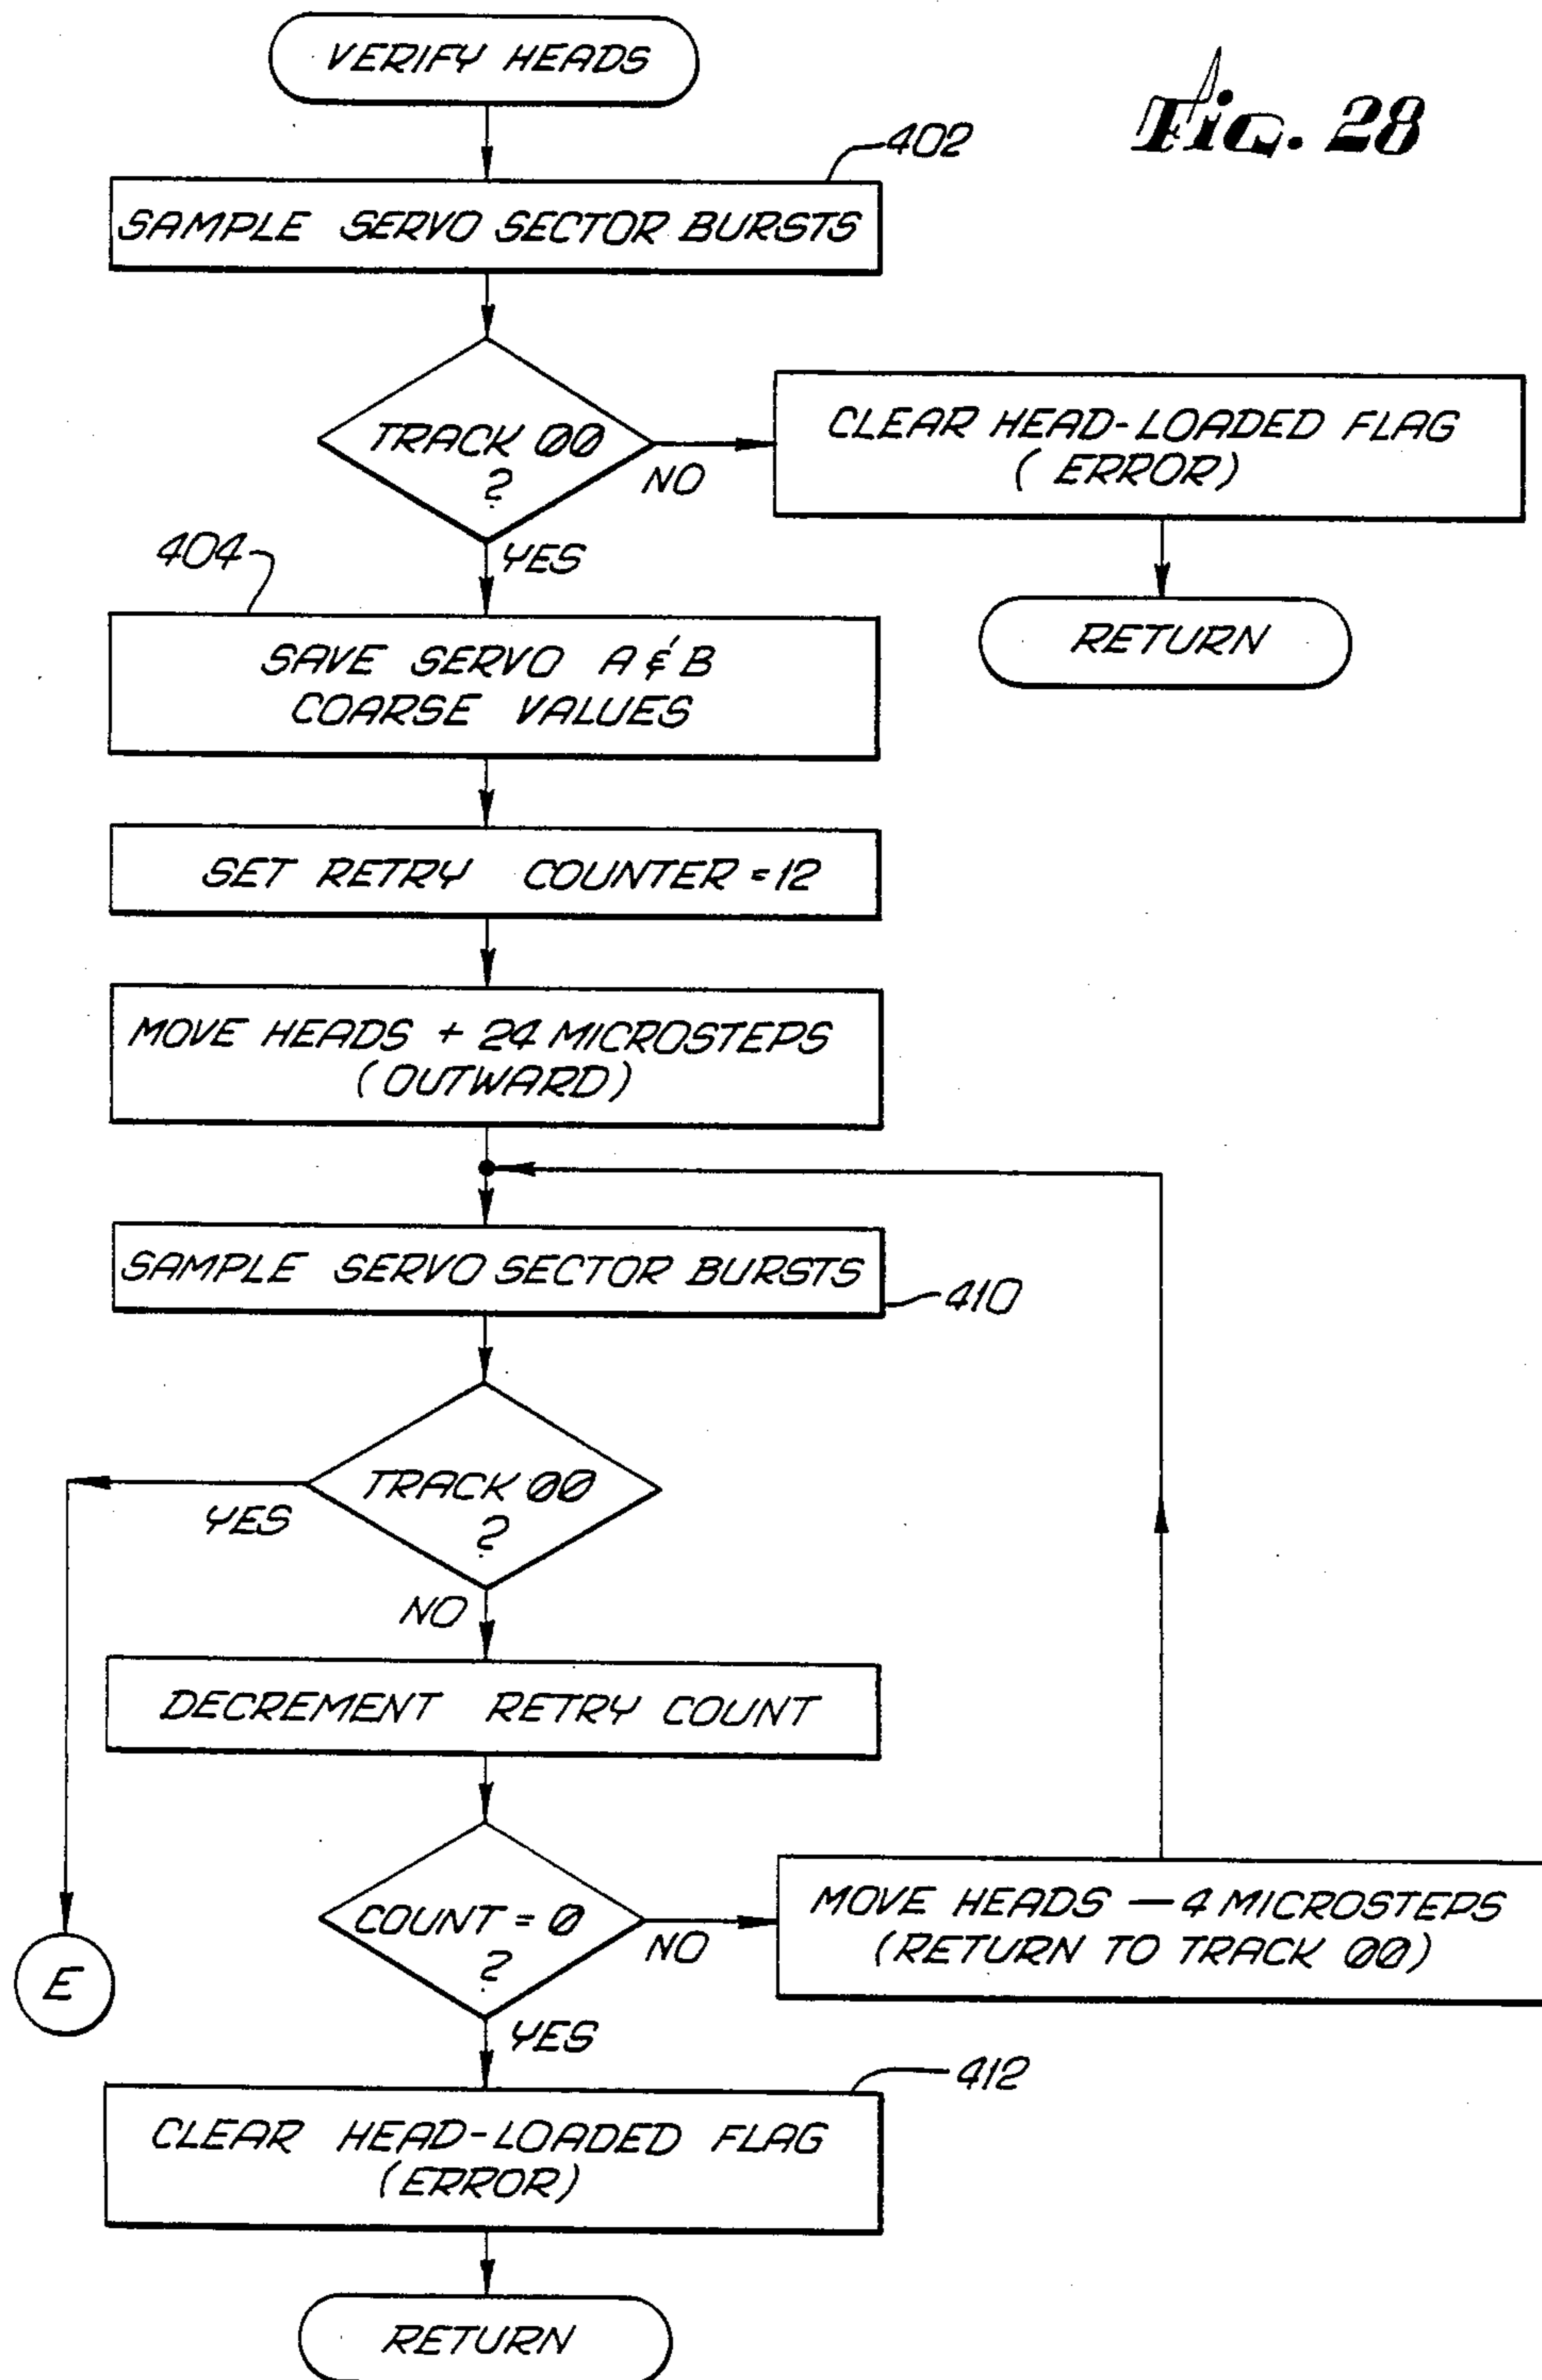 VERIFY HEADS
Fig. 28
402
SAMPLE SERVO SECTOR BURSTS
TRACK 00
?
NO
YES
CLEAR HEAD-LOADED FLAG
(ERROR)
RETURN
404
SAVE SERVO A & B
COARSE VALUES
SET RETRY COUNTER = 12
MOVE HEADS + 24 MICROSTEPS
(OUTWARD)
SAMPLE SERVO SECTOR BURSTS
410
TRACK 00
?
YES
NO
DECREMENT RETRY COUNT
COUNT = 0
?
NO
YES
MOVE HEADS — 4 MICROSTEPS
(RETURN TO TRACK 00)
E
412
CLEAR HEAD-LOADED FLAG
(ERROR)
RETURN